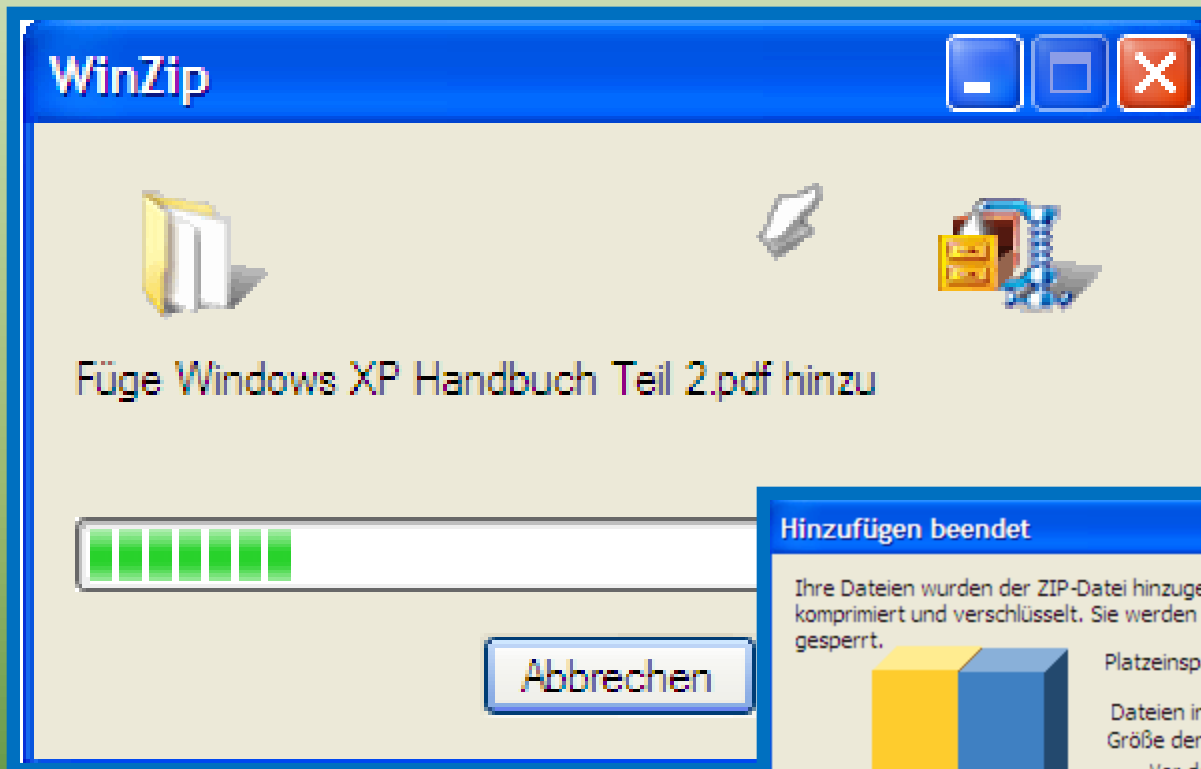 WinZip
Füge Windows XP Handbuch Teil 2.pdf hinzu
Abbrechen
Hinzufügen beendet
Ihre Dateien wurden der ZIP-Datei hinzuge
komprimiert und verschlüsselt. Sie werden
gesperrt.
Platzeinsp
Dateien in
Größe der